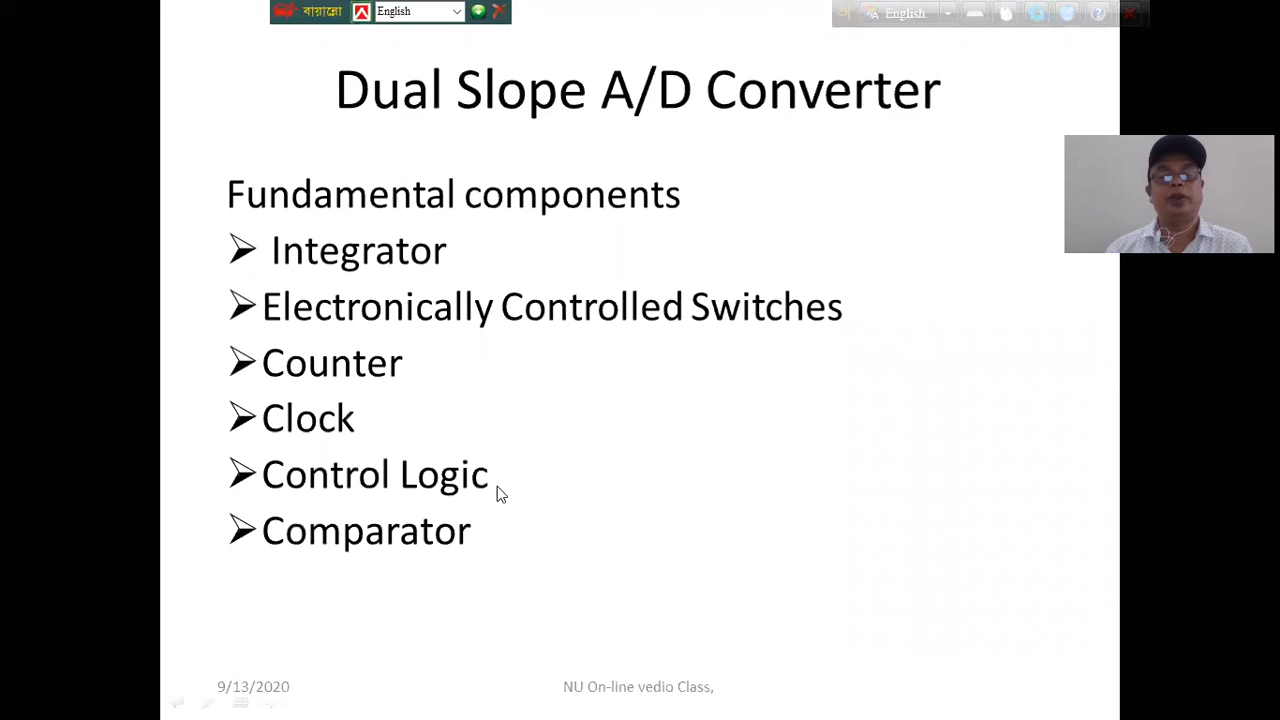 বায়ান্নো English
English
Dual Slope A/D Converter
Fundamental components
Integrator
Electronically Controlled Switches
Counter
Clock
Control Logic
Comparator
9/13/2020 NU On-line vedio Class,